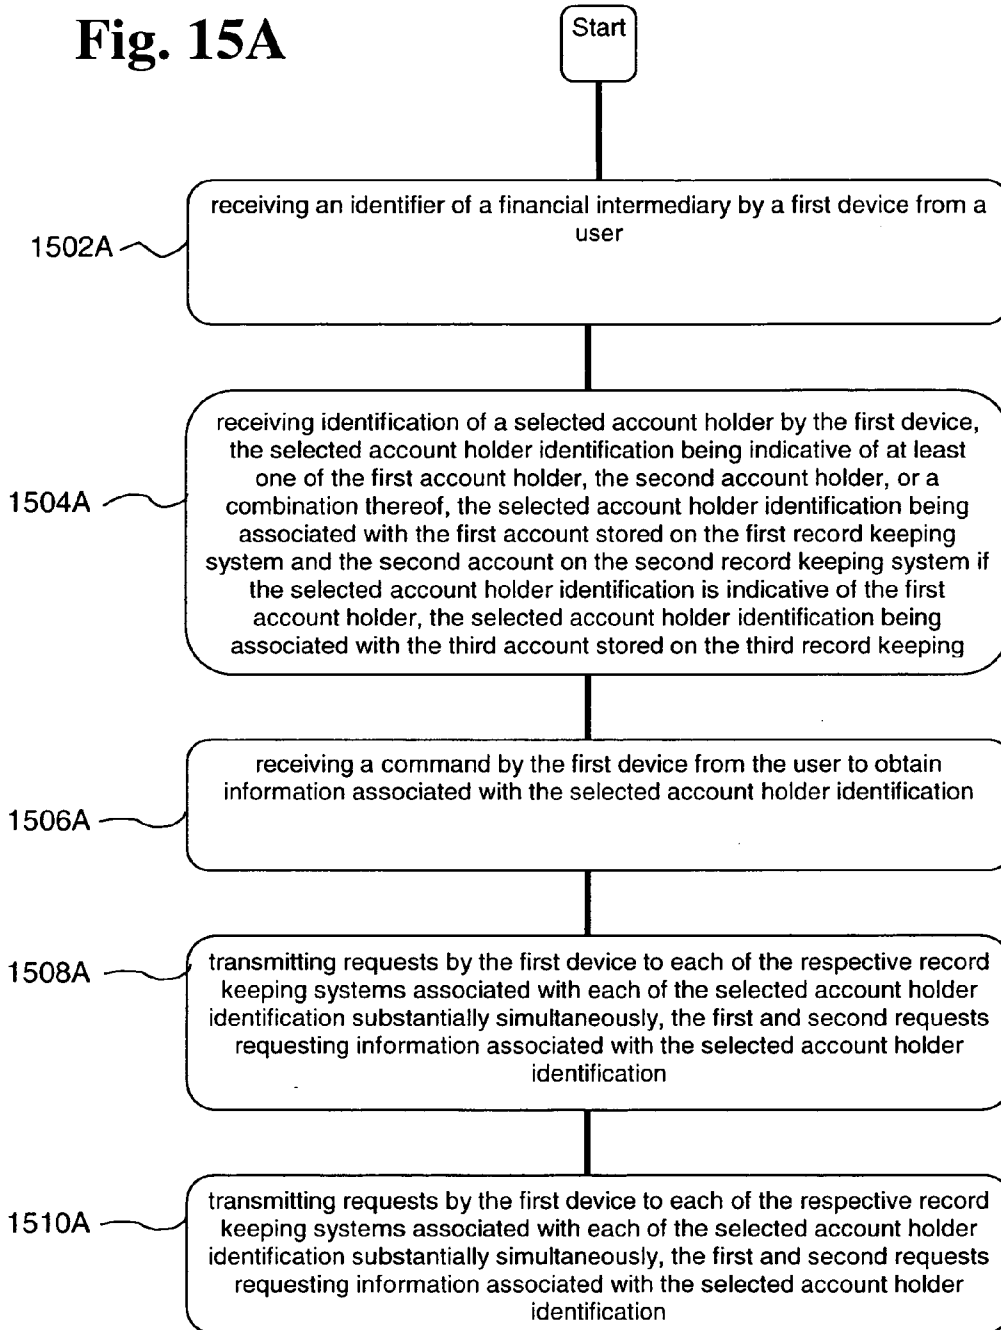 Fig. 15A
Start
receiving an identifier of a financial intermediary by a first device from a
user
1502A
receiving identification of a selected account holder by the first device,
the selected account holder identification being indicative of at least
one of the first account holder, the second account holder, or a
combination thereof, the selected account holder identification being
associated with the first account stored on the first record keeping
system and the second account on the second record keeping system if
the selected account holder identification is indicative of the first
account holder, the selected account holder identification being
associated with the third account stored on the third record keeping
1504A
receiving a command by the first device from the user to obtain
information associated with the selected account holder identification
1506A
transmitting requests by the first device to each of the respective record
keeping systems associated with each of the selected account holder
identification substantially simultaneously, the first and second requests
requesting information associated with the selected account holder
identification
1508A
transmitting requests by the first device to each of the respective record
keeping systems associated with each of the selected account holder
identification substantially simultaneously, the first and second requests
requesting information associated with the selected account holder
identification
1510A